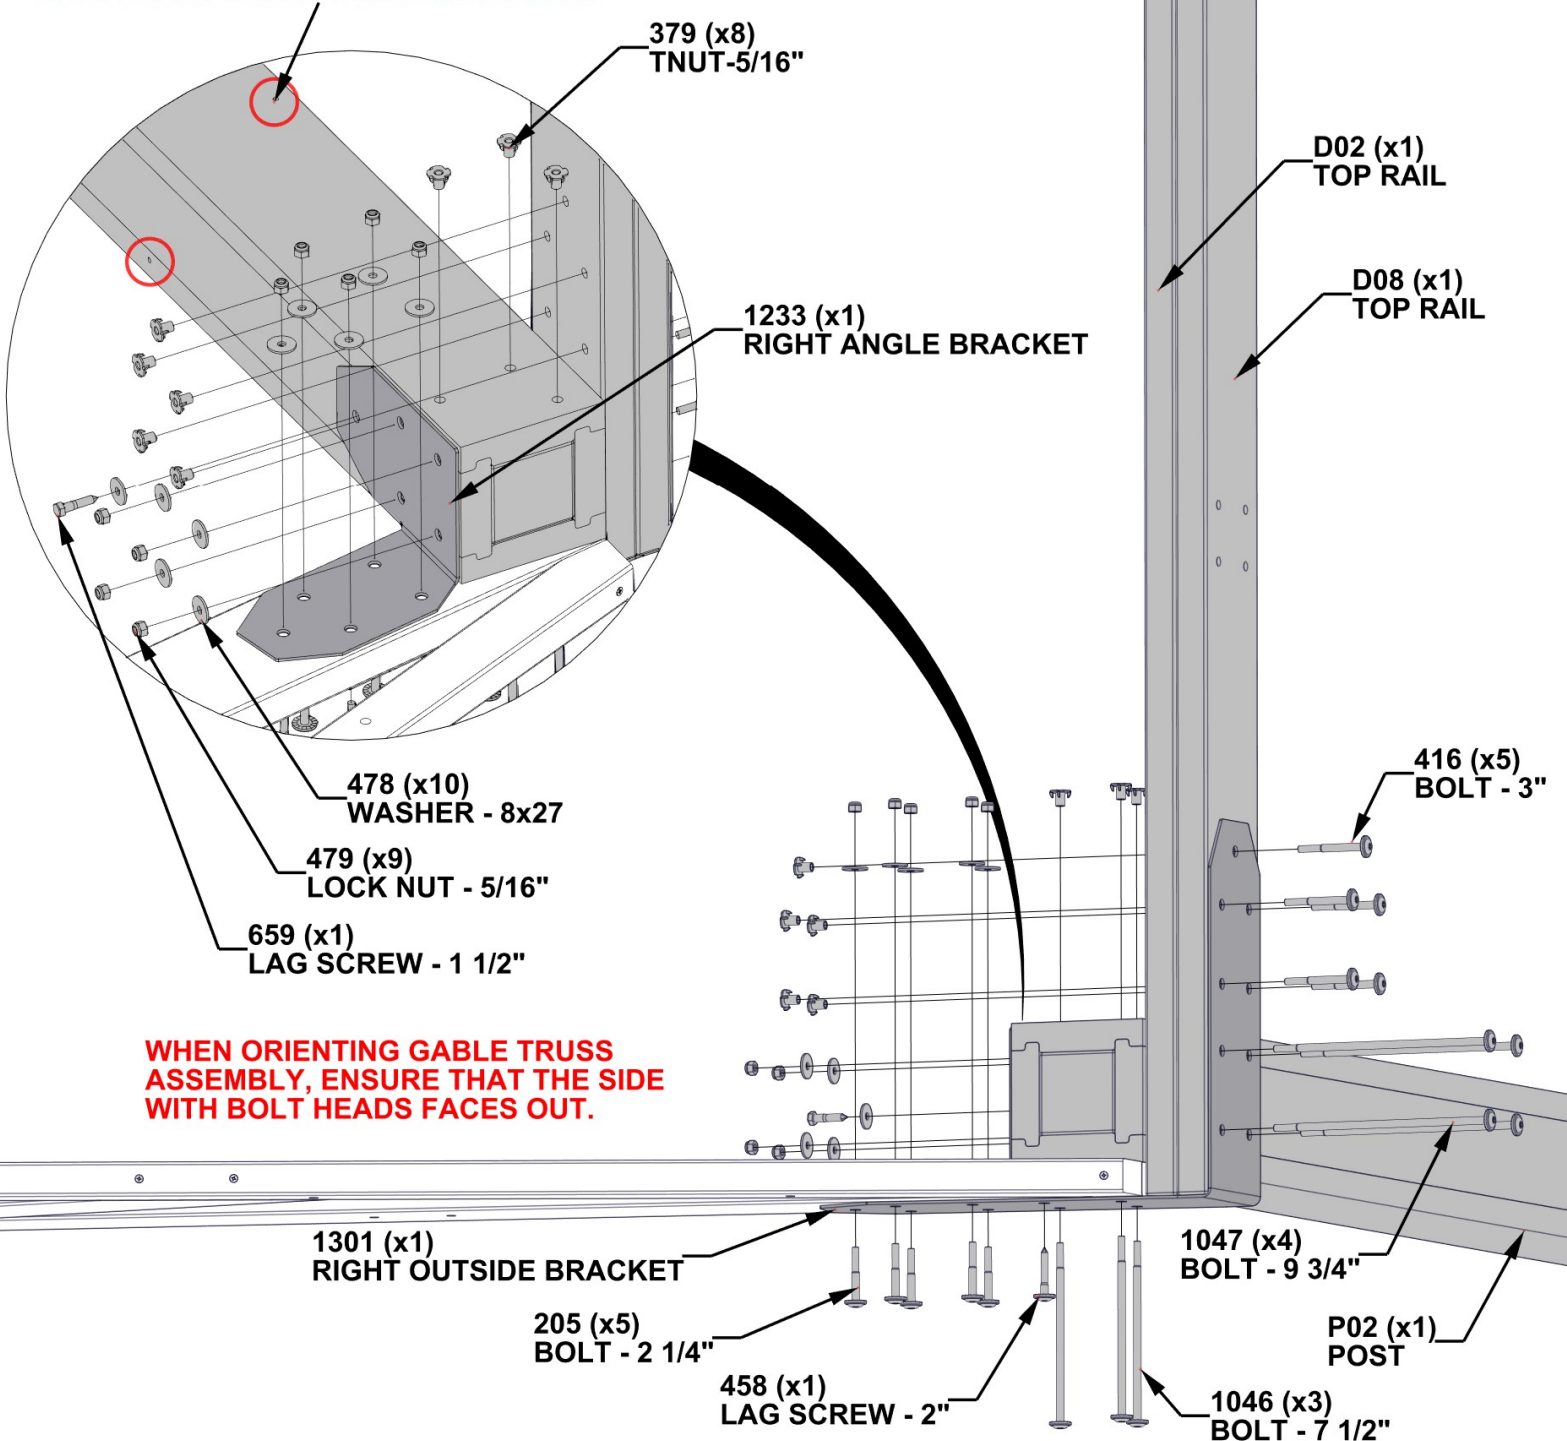 379 (x8)
TNUT-5/16"
D02 (x1)
TOP RAIL
D08 (x1)
TOP RAIL
1233 (x1)
RIGHT ANGLE BRACKET
416 (x5)
BOLT - 3"
478 (x10)
WASHER - 8x27
479 (x9)
LOCK NUT - 5/16"
659 (x1)
LAG SCREW - 1 1/2"
WHEN ORIENTING GABLE TRUSS
ASSEMBLY, ENSURE THAT THE SIDE
WITH BOLT HEADS FACES OUT.
1301 (x1)
RIGHT OUTSIDE BRACKET
1047 (x4)
BOLT - 9 3/4"
205 (x5)
BOLT - 2 1/4"
P02 (x1)
POST
458 (x1)
LAG SCREW - 2"
1046 (x3)
BOLT - 7 1/2"